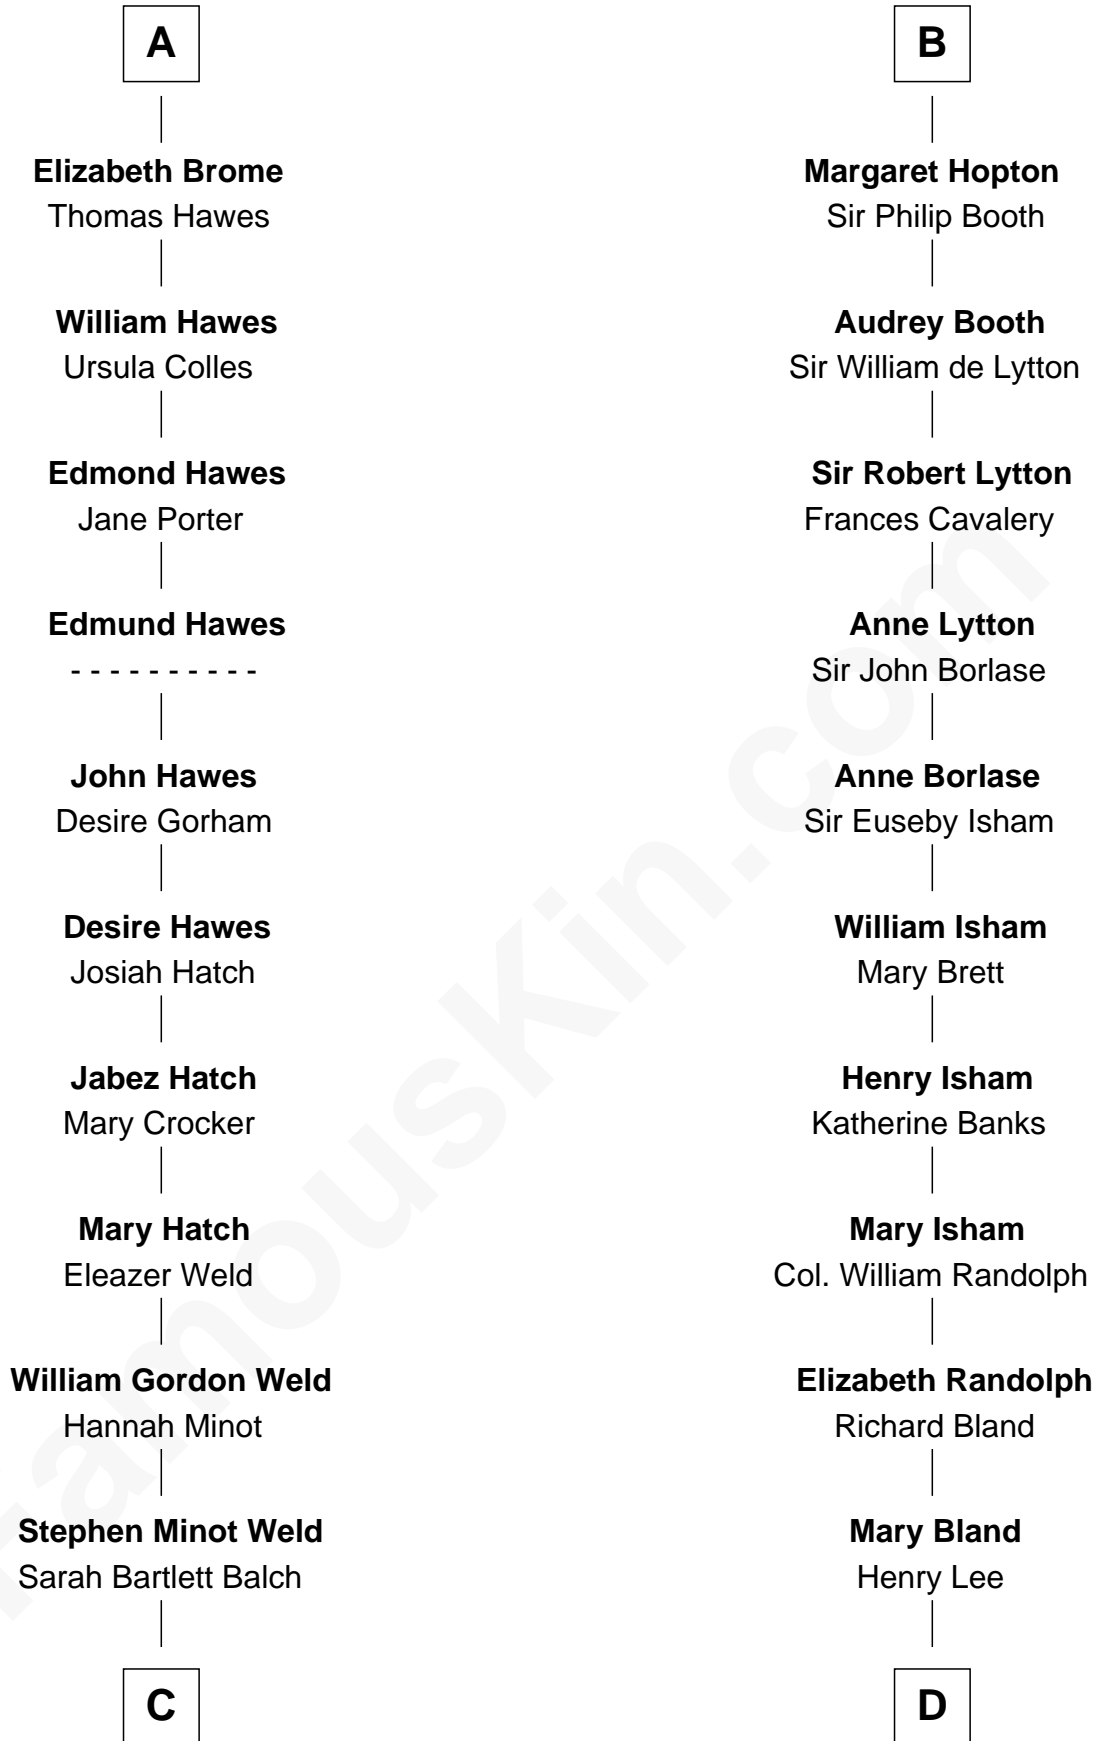 A
Elizabeth Brome
Thomas Hawes
William Hawes
Ursula Colles
Edmond Hawes
Jane Porter
Edmund Hawes
- - - - - - - - - -
John Hawes
Desire Gorham
Desire Hawes
Josiah Hatch
Jabez Hatch
Mary Crocker
Mary Hatch
Eleazer Weld
William Gordon Weld
Hannah Minot
Stephen Minot Weld
Sarah Bartlett Balch
C
B
Margaret Hopton
Sir Philip Booth
Audrey Booth
Sir William de Lytton
Sir Robert Lytton
Frances Cavalery
Anne Lytton
Sir John Borlase
Anne Borlase
Sir Euseby Isham
William Isham
Mary Brett
Henry Isham
Katherine Banks
Mary Isham
Col. William Randolph
Elizabeth Randolph
Richard Bland
Mary Bland
Henry Lee
D
FamousKin.com